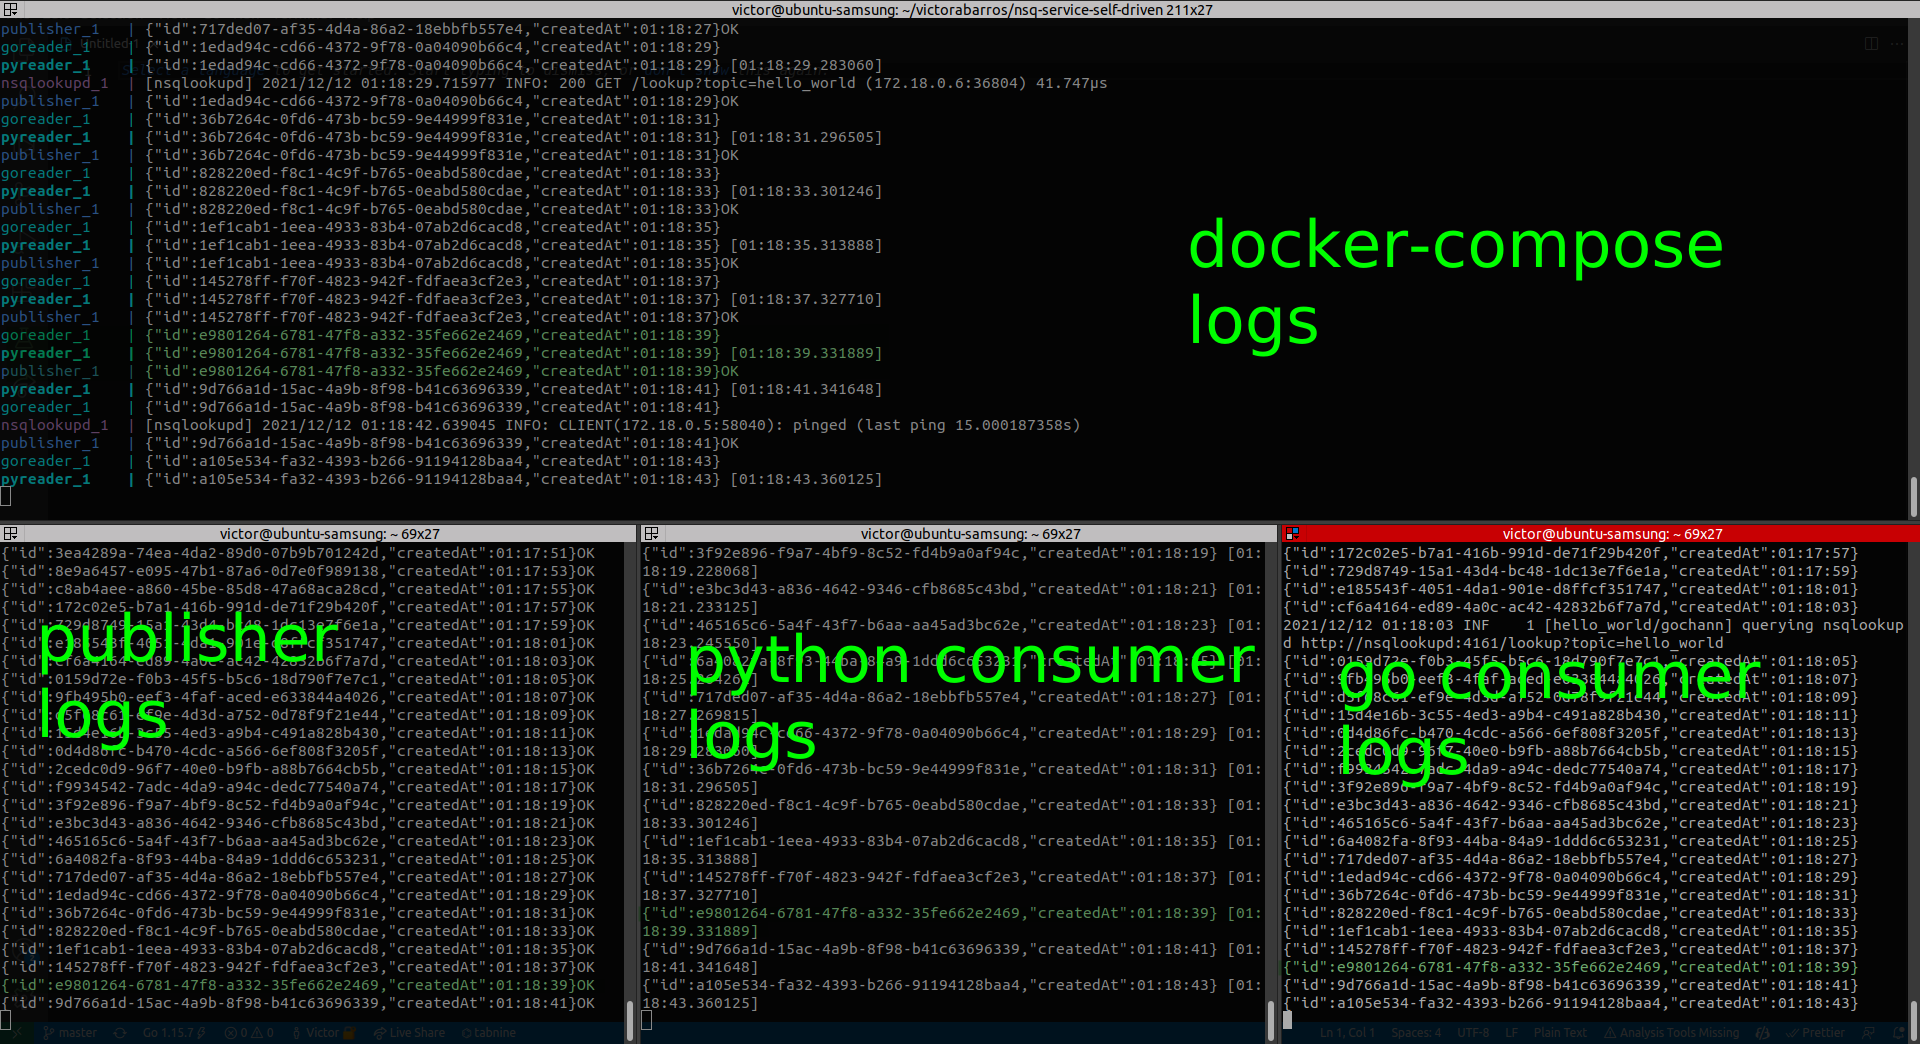 victor@ubuntu-samsung: ~/victorabarros/nsq-service-self-driven 211x27
publisher_1   | {"id":717ded07-af35-4d4a-86a2-18ebbfb557e4,"createdAt":01:18:27}OK
goreader_1    | {"id":1edad94c-cd66-4372-9f78-0a04090b66c4,"createdAt":01:18:29}
pyreader_1    | {"id":1edad94c-cd66-4372-9f78-0a04090b66c4,"createdAt":01:18:29} [01:18:29.283060]
nsqlookupd_1  | [nsqlookupd] 2021/12/12 01:18:29.715977 INFO: 200 GET /lookup?topic=hello_world (172.18.0.6:36804) 41.747µs
publisher_1   | {"id":1edad94c-cd66-4372-9f78-0a04090b66c4,"createdAt":01:18:29}OK
goreader_1    | {"id":36b7264c-0fd6-473b-bc59-9e44999f831e,"createdAt":01:18:31}
pyreader_1    | {"id":36b7264c-0fd6-473b-bc59-9e44999f831e,"createdAt":01:18:31} [01:18:31.296505]
publisher_1   | {"id":36b7264c-0fd6-473b-bc59-9e44999f831e,"createdAt":01:18:31}OK
goreader_1    | {"id":828220ed-f8c1-4c9f-b765-0eabd580cdae,"createdAt":01:18:33}
pyreader_1    | {"id":828220ed-f8c1-4c9f-b765-0eabd580cdae,"createdAt":01:18:33} [01:18:33.301246]
publisher_1   | {"id":828220ed-f8c1-4c9f-b765-0eabd580cdae,"createdAt":01:18:33}OK
goreader_1    | {"id":1ef1cab1-1eea-4933-83b4-07ab2d6cacd8,"createdAt":01:18:35}
pyreader_1    | {"id":1ef1cab1-1eea-4933-83b4-07ab2d6cacd8,"createdAt":01:18:35} [01:18:35.313888]
publisher_1   | {"id":1ef1cab1-1eea-4933-83b4-07ab2d6cacd8,"createdAt":01:18:35}OK
goreader_1    | {"id":145278ff-f70f-4823-942f-fdfaea3cf2e3,"createdAt":01:18:37}
pyreader_1    | {"id":145278ff-f70f-4823-942f-fdfaea3cf2e3,"createdAt":01:18:37} [01:18:37.327710]
publisher_1   | {"id":145278ff-f70f-4823-942f-fdfaea3cf2e3,"createdAt":01:18:37}OK
goreader_1    | {"id":e9801264-6781-47f8-a332-35fe662e2469,"createdAt":01:18:39}
pyreader_1    | {"id":e9801264-6781-47f8-a332-35fe662e2469,"createdAt":01:18:39} [01:18:39.331889]
publisher_1   | {"id":e9801264-6781-47f8-a332-35fe662e2469,"createdAt":01:18:39}OK
pyreader_1    | {"id":9d766a1d-15ac-4a9b-8f98-b41c63696339,"createdAt":01:18:41} [01:18:41.341648]
goreader_1    | {"id":9d766a1d-15ac-4a9b-8f98-b41c63696339,"createdAt":01:18:41}
nsqlookupd_1  | [nsqlookupd] 2021/12/12 01:18:42.639045 INFO: CLIENT(172.18.0.5:58040): pinged (last ping 15.000187358s)
publisher_1   | {"id":9d766a1d-15ac-4a9b-8f98-b41c63696339,"createdAt":01:18:41}OK
goreader_1    | {"id":a105e534-fa32-4393-b266-91194128baa4,"createdAt":01:18:43}
pyreader_1    | {"id":a105e534-fa32-4393-b266-91194128baa4,"createdAt":01:18:43} [01:18:43.360125]
docker-compose
logs
victor@ubuntu-samsung: ~ 69x27
{"id":3ea4289a-74ea-4da2-89d0-07b9b701242d,"createdAt":01:17:51}OK
{"id":8e9a6457-e095-47b1-87a6-0d7e0f989138,"createdAt":01:17:53}OK
{"id":c8ab4aee-a860-45be-85d8-47a68aca28cd,"createdAt":01:17:55}OK
{"id":172c02e5-b7a1-416b-991d-de71f29b420f,"createdAt":01:17:57}OK
{"id":729d8749-15a1-43d4-bc48-1dc13e7f6e1a,"createdAt":01:17:59}OK
"createdAt":01:18:01}OK
"createdAt":01:18:03}OK
{"id":0159d72e-f0b3-45f5-b5c6-18d790f7e7c1,"createdAt":01:18:05}OK
{"id":9fb495b0-eef3-4faf-aced-e633844a4026,"createdAt":01:18:07}OK
"createdAt":01:18:09}OK
"createdAt":01:18:11}OK
{"id":0d4d86fc-b470-4cdc-a566-6ef808f3205f,"createdAt":01:18:13}OK
{"id":2cedc0d9-96f7-40e0-b9fb-a88b7664cb5b,"createdAt":01:18:15}OK
{"id":f9934542-7adc-4da9-a94c-dedc77540a74,"createdAt":01:18:17}OK
{"id":3f92e896-f9a7-4bf9-8c52-fd4b9a0af94c,"createdAt":01:18:19}OK
{"id":e3bc3d43-a836-4642-9346-cfb8685c43bd,"createdAt":01:18:21}OK
{"id":465165c6-5a4f-43f7-b6aa-aa45ad3bc62e,"createdAt":01:18:23}OK
{"id":6a4082fa-8f93-44ba-84a9-1ddd6c653231,"createdAt":01:18:25}OK
{"id":717ded07-af35-4d4a-86a2-18ebbfb557e4,"createdAt":01:18:27}OK
{"id":1edad94c-cd66-4372-9f78-0a04090b66c4,"createdAt":01:18:29}OK
{"id":36b7264c-0fd6-473b-bc59-9e44999f831e,"createdAt":01:18:31}OK
{"id":828220ed-f8c1-4c9f-b765-0eabd580cdae,"createdAt":01:18:33}OK
{"id":1ef1cab1-1eea-4933-83b4-07ab2d6cacd8,"createdAt":01:18:35}OK
{"id":145278ff-f70f-4823-942f-fdfaea3cf2e3,"createdAt":01:18:37}OK
{"id":e9801264-6781-47f8-a332-35fe662e2469,"createdAt":01:18:39}OK
{"id":9d766a1d-15ac-4a9b-8f98-b41c63696339,"createdAt":01:18:41}OK
publisher
logs
victor@ubuntu-samsung: ~ 69x27
{"id":3f92e896-f9a7-4bf9-8c52-fd4b9a0af94c,"createdAt":01:18:19} [01:
18:19.228068]
{"id":e3bc3d43-a836-4642-9346-cfb8685c43bd,"createdAt":01:18:21} [01:
18:21.233125]
{"id":465165c6-5a4f-43f7-b6aa-aa45ad3bc62e,"createdAt":01:18:23} [01:
18:23.245550]
{"id":717ded07-af35-4d4a-86a2-18ebbfb557e4,"createdAt":01:18:27} [01:
18:27.269815]
{"id":1edad94c-cd66-4372-9f78-0a04090b66c4,"createdAt":01:18:29} [01:
18:29.283060]
{"id":36b7264c-0fd6-473b-bc59-9e44999f831e,"createdAt":01:18:31} [01:
18:31.296505]
{"id":828220ed-f8c1-4c9f-b765-0eabd580cdae,"createdAt":01:18:33} [01:
18:33.301246]
{"id":1ef1cab1-1eea-4933-83b4-07ab2d6cacd8,"createdAt":01:18:35} [01:
18:35.313888]
{"id":145278ff-f70f-4823-942f-fdfaea3cf2e3,"createdAt":01:18:37} [01:
18:37.327710]
{"id":e9801264-6781-47f8-a332-35fe662e2469,"createdAt":01:18:39} [01:
18:39.331889]
{"id":9d766a1d-15ac-4a9b-8f98-b41c63696339,"createdAt":01:18:41} [01:
18:41.341648]
{"id":a105e534-fa32-4393-b266-91194128baa4,"createdAt":01:18:43} [01:
18:43.360125]
python consumer
logs
victor@ubuntu-samsung: ~ 69x27
{"id":172c02e5-b7a1-416b-991d-de71f29b420f,"createdAt":01:17:57}
{"id":729d8749-15a1-43d4-bc48-1dc13e7f6e1a,"createdAt":01:17:59}
{"id":e185543f-4051-4da1-901e-d8ffcf351747,"createdAt":01:18:01}
{"id":cf6a4164-ed89-4a0c-ac42-42832b6f7a7d,"createdAt":01:18:03}
2021/12/12 01:18:03 INF    1 [hello_world/gochann] querying nsqlookup
d http://nsqlookupd:4161/lookup?topic=hello_world
{"id":0159d72e-f0b3-45f5-b5c6-18d790f7e7c1,"createdAt":01:18:05}
{"id":9fb495b0-eef3-4faf-aced-e633844a4026,"createdAt":01:18:07}
"createdAt":01:18:09}
{"id":15d4e16b-3c55-4ed3-a9b4-c491a828b430,"createdAt":01:18:11}
{"id":0d4d86fc-b470-4cdc-a566-6ef808f3205f,"createdAt":01:18:13}
{"id":2cedc0d9-96f7-40e0-b9fb-a88b7664cb5b,"createdAt":01:18:15}
{"id":f9934542-7adc-4da9-a94c-dedc77540a74,"createdAt":01:18:17}
{"id":3f92e896-f9a7-4bf9-8c52-fd4b9a0af94c,"createdAt":01:18:19}
{"id":e3bc3d43-a836-4642-9346-cfb8685c43bd,"createdAt":01:18:21}
{"id":465165c6-5a4f-43f7-b6aa-aa45ad3bc62e,"createdAt":01:18:23}
{"id":6a4082fa-8f93-44ba-84a9-1ddd6c653231,"createdAt":01:18:25}
{"id":717ded07-af35-4d4a-86a2-18ebbfb557e4,"createdAt":01:18:27}
{"id":1edad94c-cd66-4372-9f78-0a04090b66c4,"createdAt":01:18:29}
{"id":36b7264c-0fd6-473b-bc59-9e44999f831e,"createdAt":01:18:31}
{"id":828220ed-f8c1-4c9f-b765-0eabd580cdae,"createdAt":01:18:33}
{"id":1ef1cab1-1eea-4933-83b4-07ab2d6cacd8,"createdAt":01:18:35}
{"id":145278ff-f70f-4823-942f-fdfaea3cf2e3,"createdAt":01:18:37}
{"id":e9801264-6781-47f8-a332-35fe662e2469,"createdAt":01:18:39}
{"id":9d766a1d-15ac-4a9b-8f98-b41c63696339,"createdAt":01:18:41}
{"id":a105e534-fa32-4393-b266-91194128baa4,"createdAt":01:18:43}
go consumer
logs
master Go 1.15.7 0 0 Victor Live Share tabnine Ln 1, Col 1 Spaces: 4 UTF-8 LF Plain Text Analysis Tools Missing Prettier